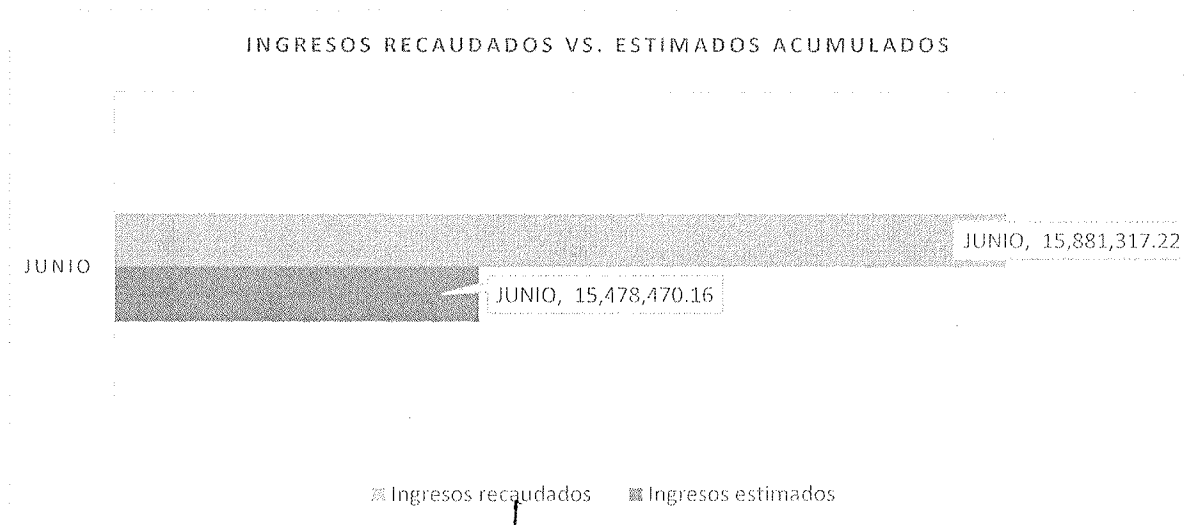 INGRESOS RECAUDADOS VS. ESTIMADOS ACUMULADOS
JUNIO, 15,881,317.22
JUNIO
JUNIO, 15,478,470.16
Ingresos recaudados Ingresos estimados